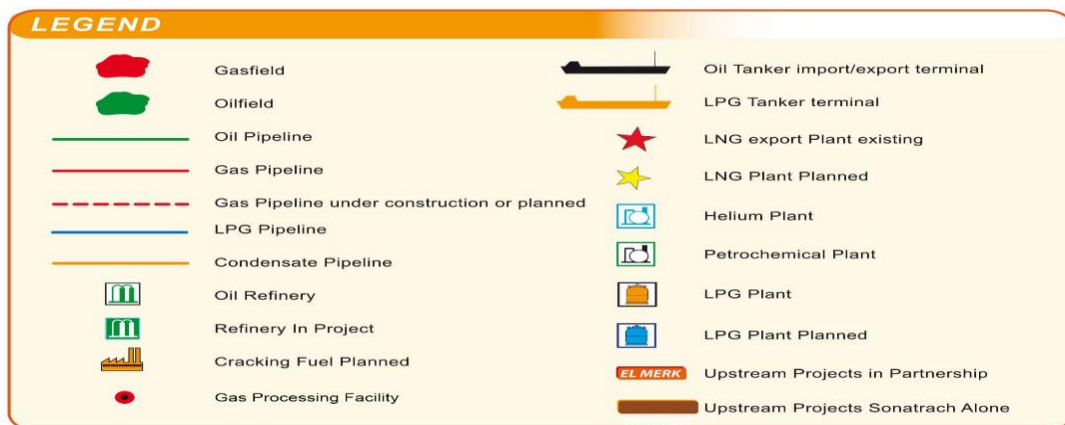 LEGEND
Gasfield
Oilfield
Oil Pipeline
Gas Pipeline
Gas Pipeline under construction or planned
LPG Pipeline
Condensate Pipeline
Oil Refinery
Refinery In Project
Cracking Fuel Planned
Gas Processing Facility
Oil Tanker import/export terminal
LPG Tanker terminal
LNG export Plant existing
LNG Plant Planned
Helium Plant
Petrochemical Plant
LPG Plant
LPG Plant Planned
EL MERK Upstream Projects in Partnership
Upstream Projects Sonatrach Alone